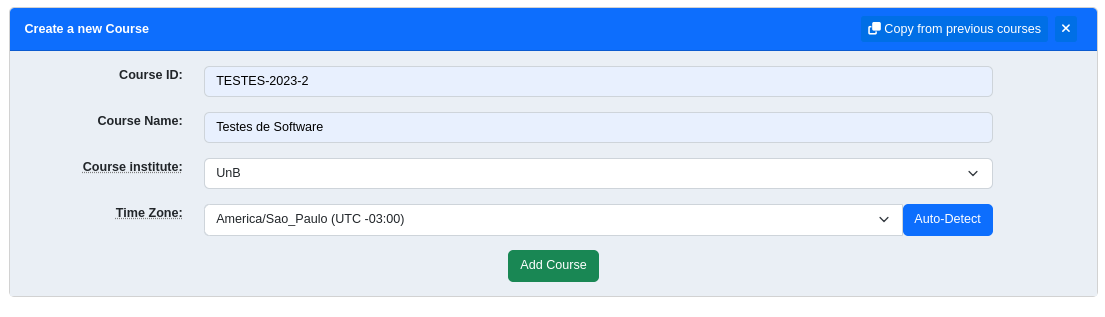 Create a new Course
Copy from previous courses
Course ID:
TESTES-2023-2
Course Name:
Testes de Software
Course institute:
UnB
Time Zone:
America/Sao_Paulo (UTC -03:00)
Auto-Detect
Add Course